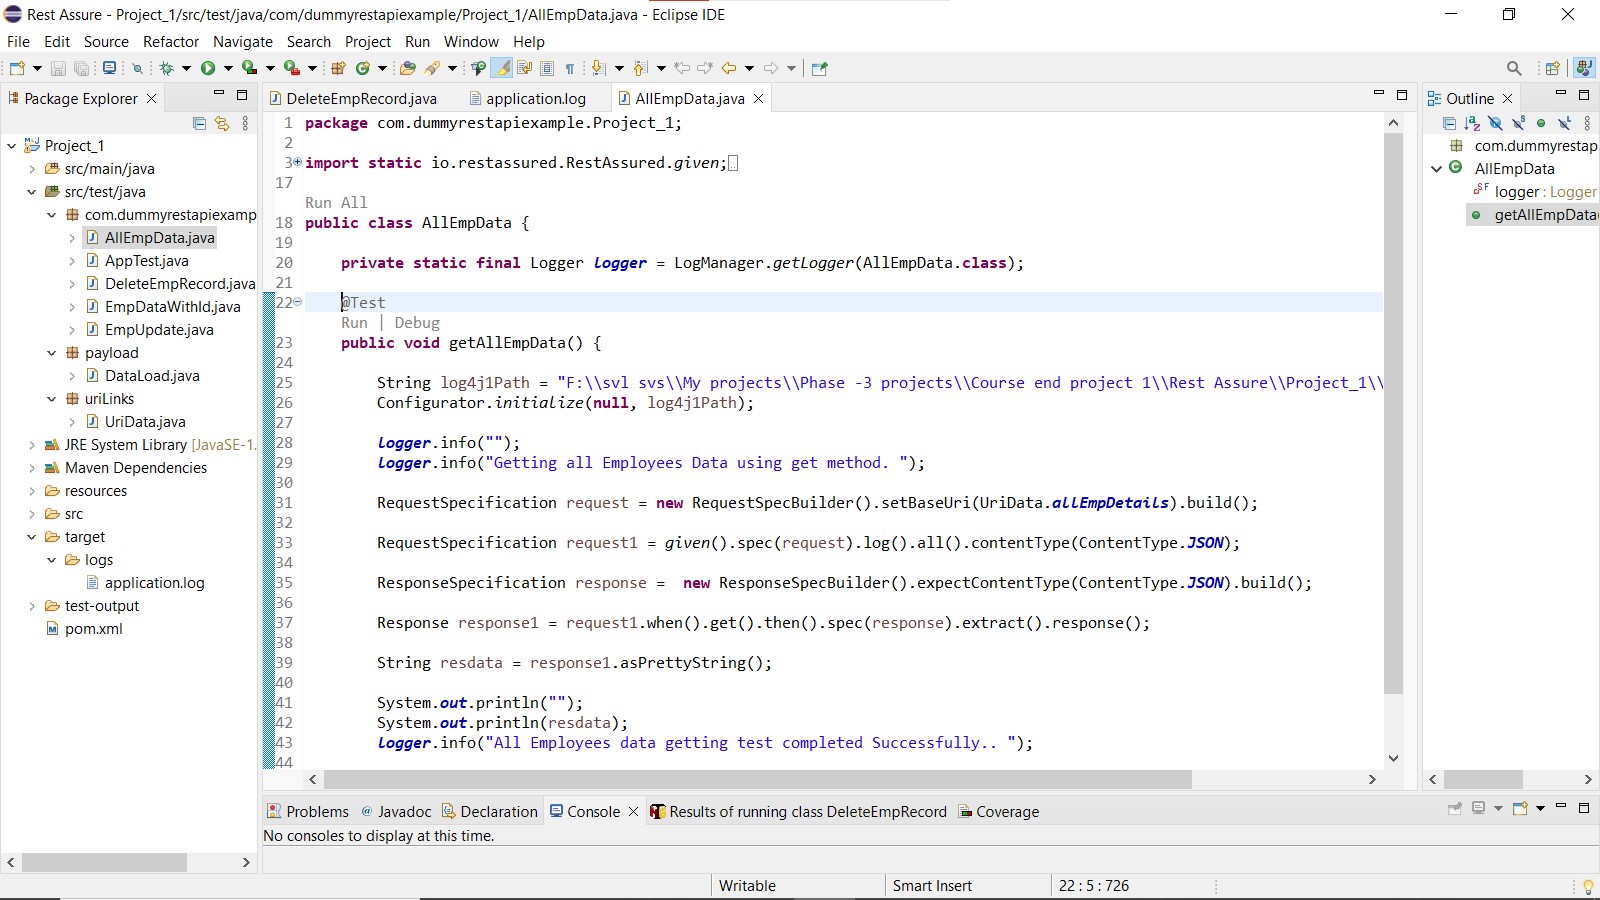 Rest Assure - Project_1/src/test/java/com/dummyrestapiexample/Project_1/AllEmpData.java - Eclipse IDE
File Edit Source Refactor Navigate Search Project Run Window Help
Package Explorer
Project_1
src/main/java
src/test/java
com.dummyrestapiexamp
AllEmpData.java
AppTest.java
DeleteEmpRecord.java
EmpDataWithId.java
EmpUpdate.java
payload
DataLoad.java
uriLinks
UriData.java
JRE System Library [JavaSE-1.
Maven Dependencies
resources
src
target
logs
application.log
test-output
pom.xml
DeleteEmpRecord.java application.log AllEmpData.java
1 package com.dummyrestapiexample.Project_1;
2
3 import static io.restassured.RestAssured.given;
17
Run All
18 public class AllEmpData {
19
20 private static final Logger logger = LogManager.getLogger(AllEmpData.class);
21
22 @Test
Run | Debug
23 public void getAllEmpData() {
24
25 String log4j1Path = "F:\\svl svs\\My projects\\Phase -3 projects\\Course end project 1\\Rest Assure\\Project_1\\
26 Configurator.initialize(null, log4j1Path);
27
28 logger.info("");
29 logger.info("Getting all Employees Data using get method. ");
30
31 RequestSpecification request = new RequestSpecBuilder().setBaseUri(UriData.allEmpDetails).build();
32
33 RequestSpecification request1 = given().spec(request).log().all().contentType(ContentType.JSON);
34
35 ResponseSpecification response =  new ResponseSpecBuilder().expectContentType(ContentType.JSON).build();
36
37 Response response1 = request1.when().get().then().spec(response).extract().response();
38
39 String resdata = response1.asPrettyString();
40
41 System.out.println("");
42 System.out.println(resdata);
43 logger.info("All Employees data getting test completed Successfully.. ");
44
Outline
com.dummyrestap
AllEmpData
logger : Logger
getAllEmpData(
Problems Javadoc Declaration Console Results of running class DeleteEmpRecord Coverage
No consoles to display at this time.
Writable Smart Insert 22 : 5 : 726